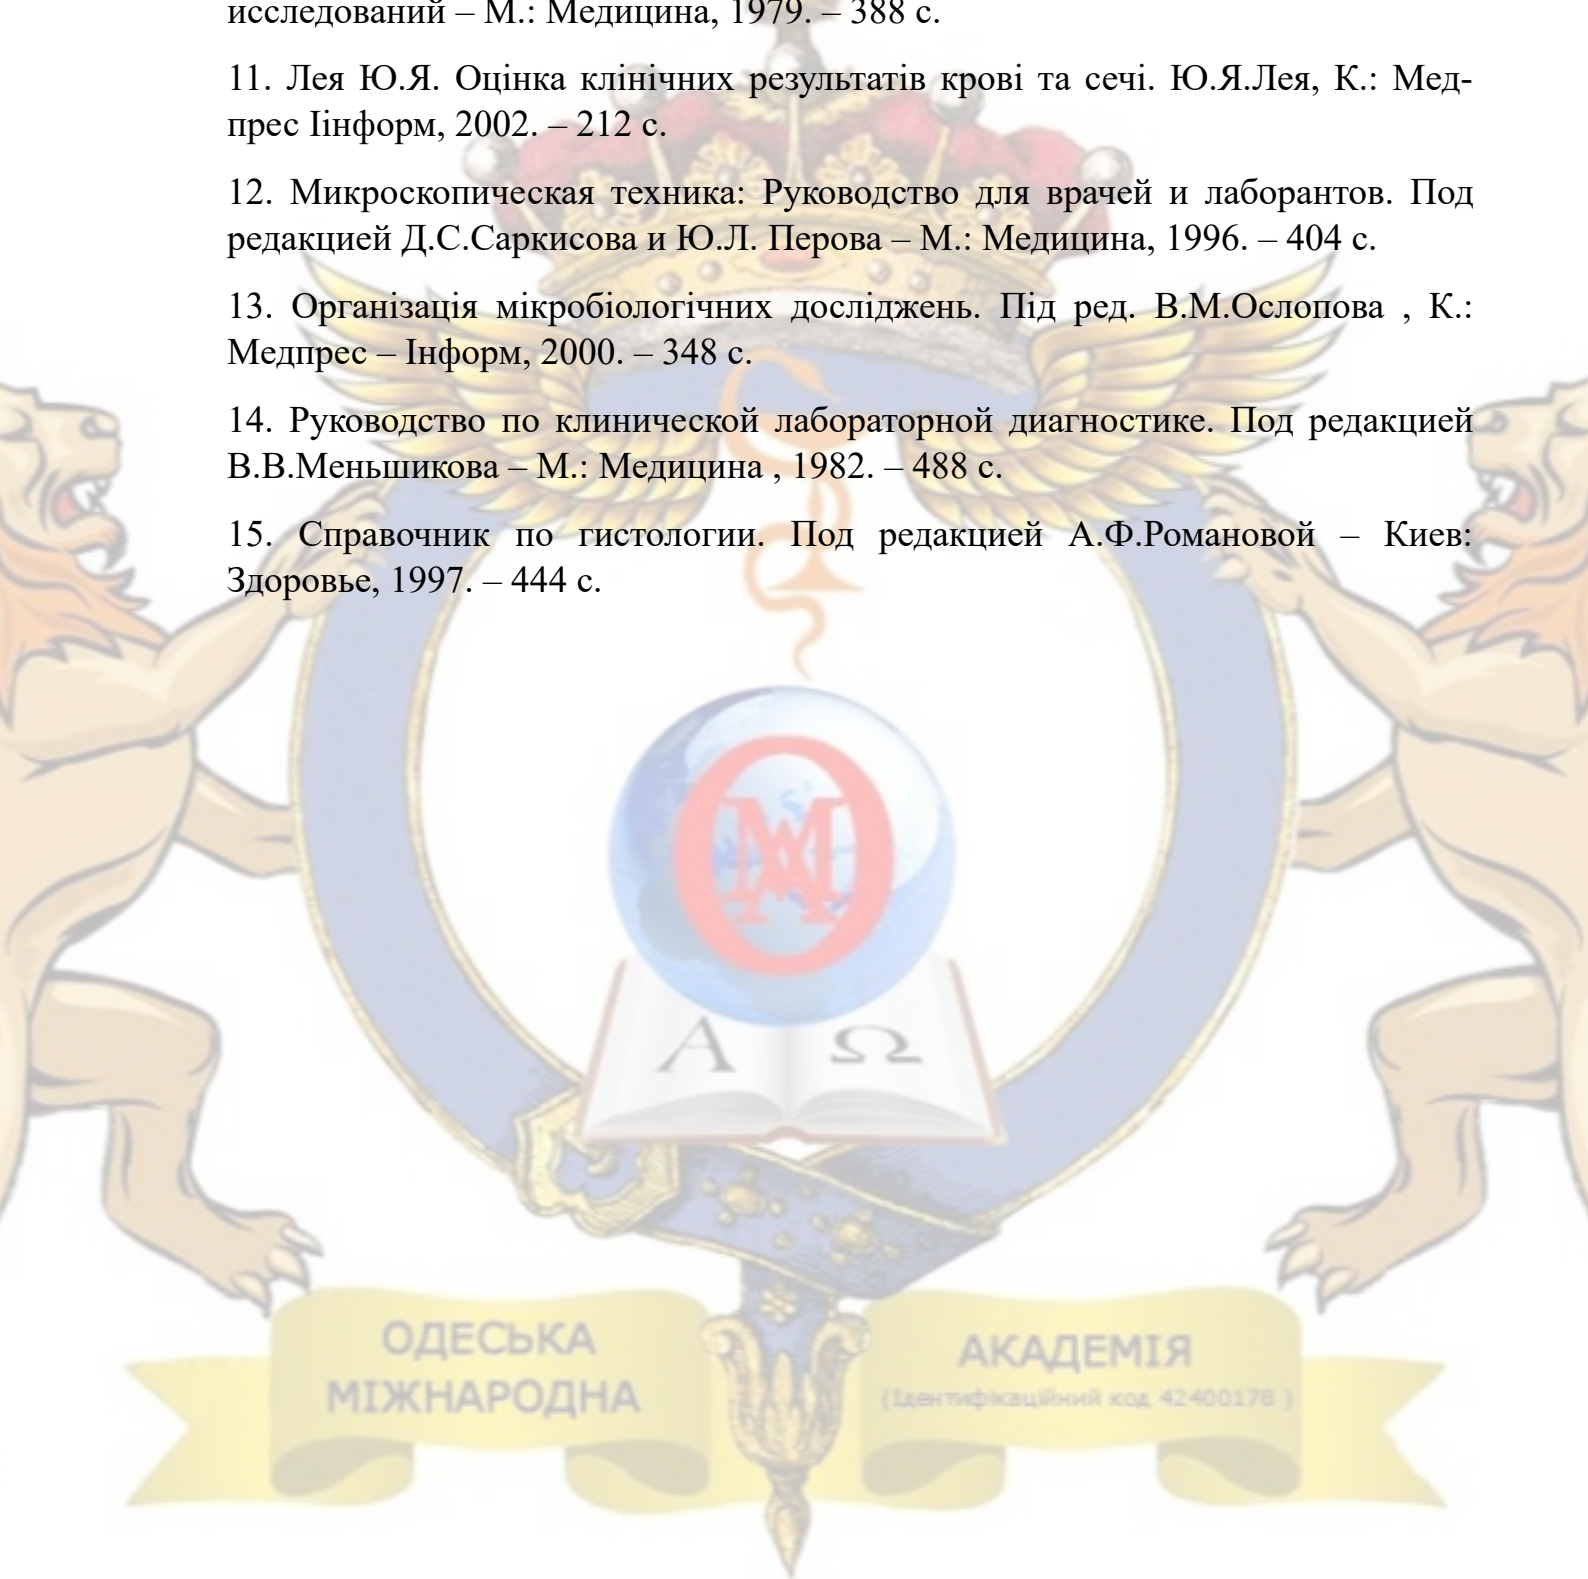 исследований – М.: Медицина, 1979. – 388 с.
11. Лея Ю.Я. Оцінка клінічних результатів крові та сечі. Ю.Я.Лея, К.: Мед-
прес Іінформ, 2002. – 212 с.
12. Микроскопическая техника: Руководство для врачей и лаборантов. Под
редакцией Д.С.Саркисова и Ю.Л. Перова – М.: Медицина, 1996. – 404 с.
13. Організація мікробіологічних досліджень. Під ред. В.М.Ослопова , К.:
Медпрес – Інформ, 2000. – 348 с.
14. Руководство по клинической лабораторной диагностике. Под редакцией
В.В.Меньшикова – М.: Медицина , 1982. – 488 с.
15. Справочник по гистологии. Под редакцией А.Ф.Романовой – Киев:
Здоровье, 1997. – 444 с.
Α Ω
ОДЕСЬКА
МІЖНАРОДНА
АКАДЕМІЯ
(Ідентифікаційний код 42400178 )